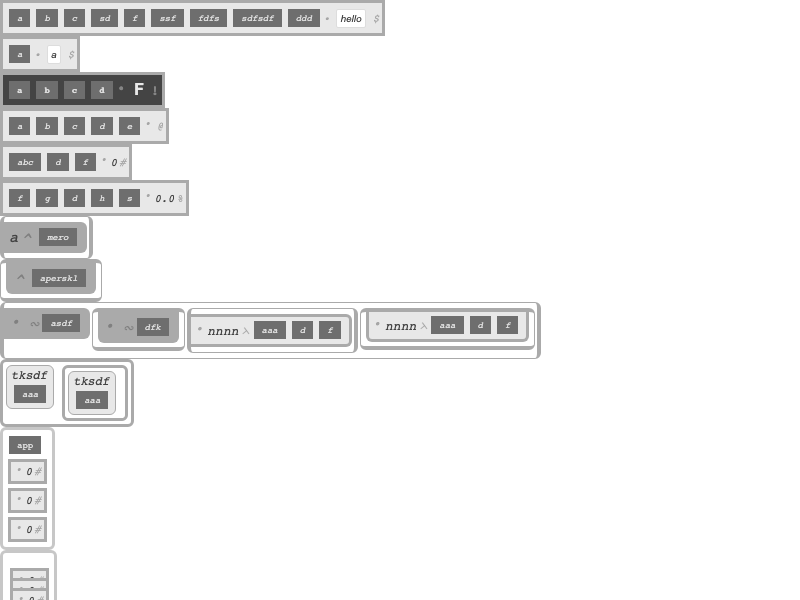 a b c sd f ssf fdfs sdfsdf ddd • hello $
a • a $
a b c d ° F !
a b c d e °
abc d f ° 0 #
f g d h s ° 0.0
a ^ mero
^ aperskl
° ~ asdf ° ~ dfk ° nnnn λ aaa d f ° nnnn λ aaa d f
tksdf tksdf
aaa aaa
app
° 0 #
° 0 #
° 0 #
° 0 #